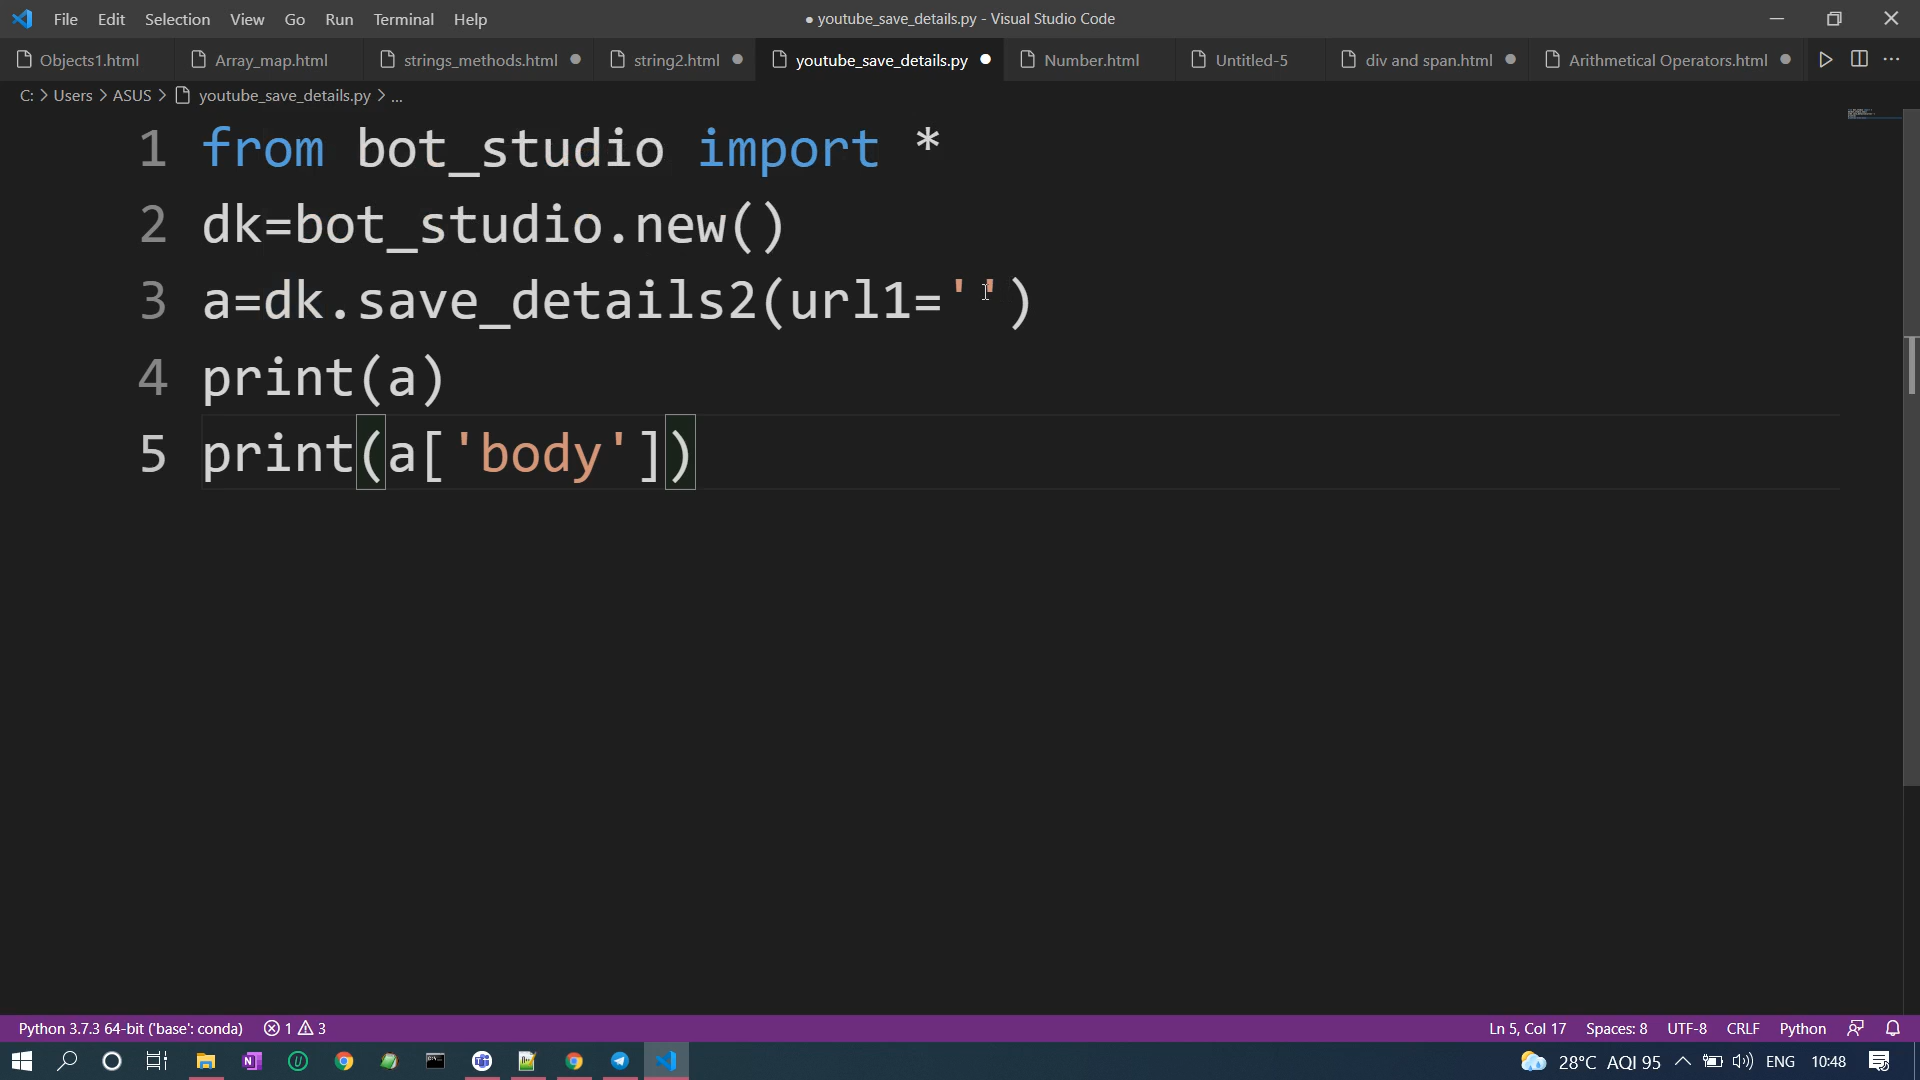 File Edit Selection View Go Run Terminal Help
● youtube_save_details.py - Visual Studio Code
Objects1.html Array_map.html strings_methods.html string2.html youtube_save_details.py Number.html Untitled-5 div and span.html Arithmetical Operators.html
C: > Users > ASUS > youtube_save_details.py > ...
1 from bot_studio import *
2 dk=bot_studio.new()
3 a=dk.save_details2(url1='')
4 print(a)
5 print(a['body'])
Python 3.7.3 64-bit ('base': conda) 1 3
Ln 5, Col 17 Spaces: 8 UTF-8 CRLF Python
28°C AQI 95 ENG 10:48